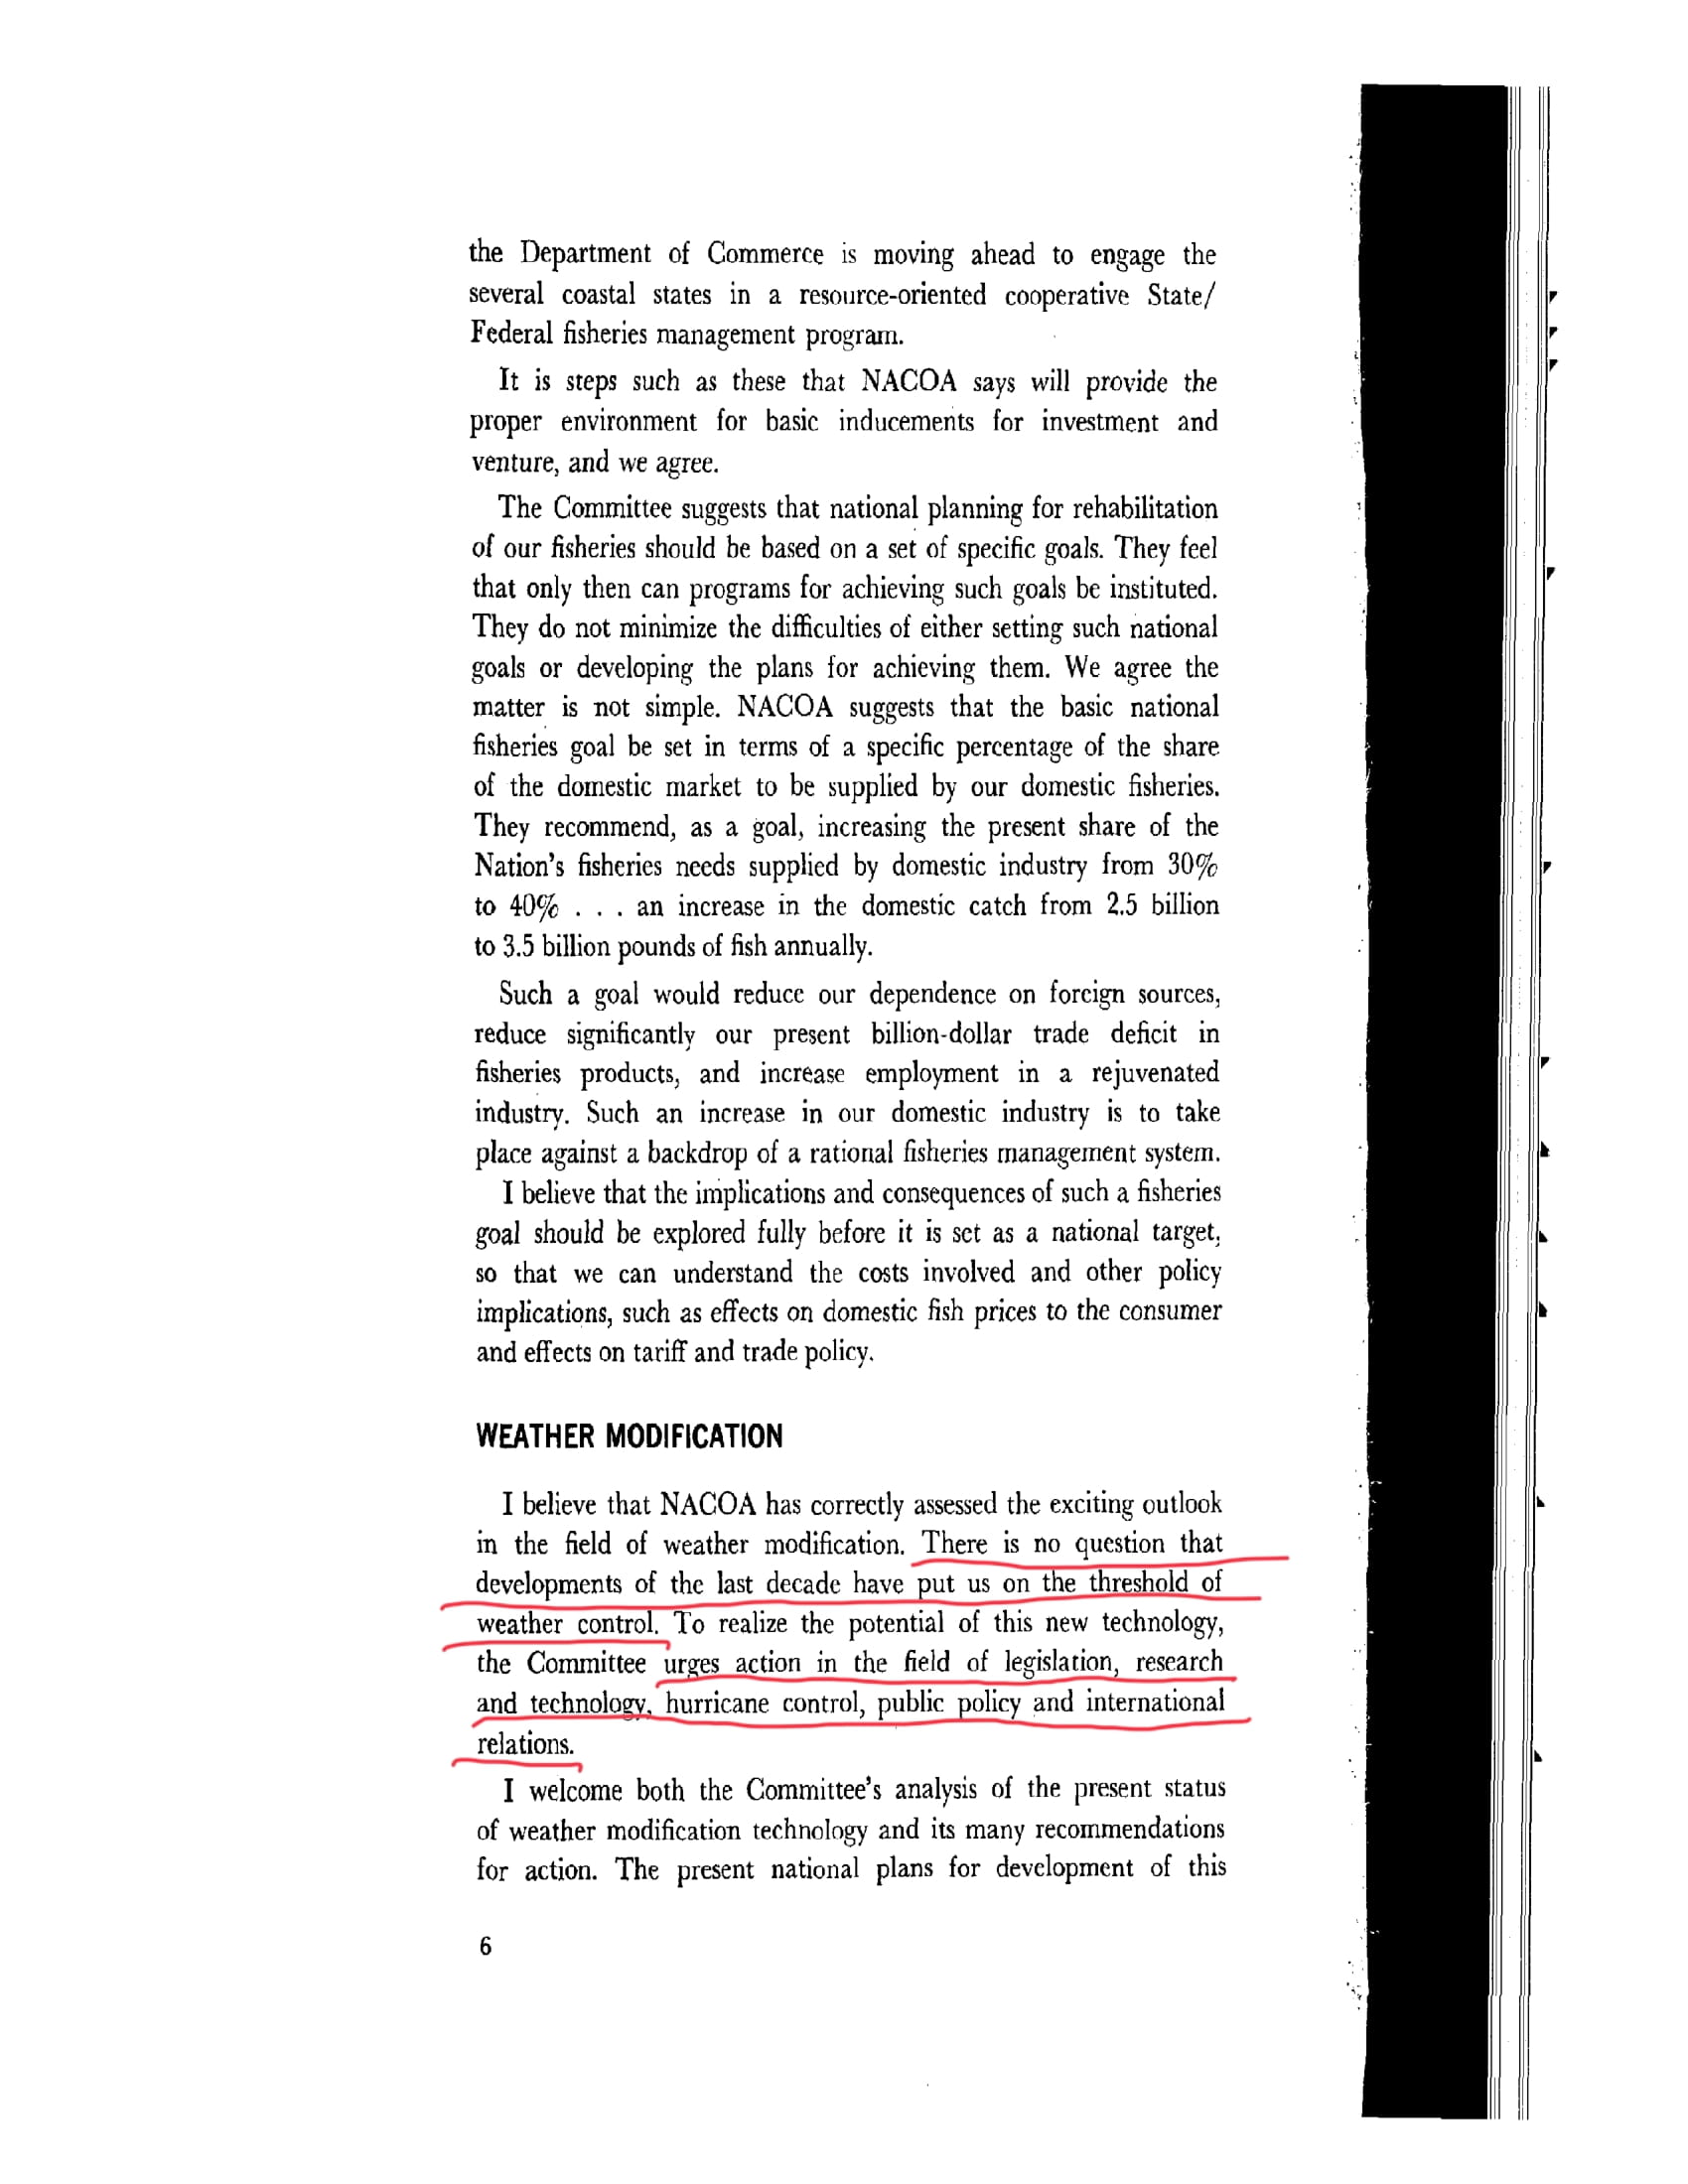 the Department of Commerce is moving ahead to engage the
several coastal states in a resource-oriented cooperative State/
Federal fisheries management program.
It is steps such as these that NACOA says will provide the
proper environment for basic inducements for investment and
venture, and we agree.
The Committee suggests that national planning for rehabilitation
of our fisheries should be based on a set of specific goals. They feel
that only then can programs for achieving such goals be instituted.
They do not minimize the difficulties of either setting such national
goals or developing the plans for achieving them. We agree the
matter is not simple. NACOA suggests that the basic national
fisheries goal be set in terms of a specific percentage of the share
of the domestic market to be supplied by our domestic fisheries.
They recommend, as a goal, increasing the present share of the
Nation's fisheries needs supplied by domestic industry from 30%
to 40% . . . an increase in the domestic catch from 2.5 billion
to 3.5 billion pounds of fish annually.
Such a goal would reduce our dependence on foreign sources,
reduce significantly our present billion-dollar trade deficit in
fisheries products, and increase employment in a rejuvenated
industry. Such an increase in our domestic industry is to take
place against a backdrop of a rational fisheries management system.
I believe that the implications and consequences of such a fisheries
goal should be explored fully before it is set as a national target,
so that we can understand the costs involved and other policy
implications, such as effects on domestic fish prices to the consumer
and effects on tariff and trade policy.
WEATHER MODIFICATION
I believe that NACOA has correctly assessed the exciting outlook
in the field of weather modification. There is no question that
developments of the last decade have put us on the threshold of
weather control. To realize the potential of this new technology,
the Committee urges action in the field of legislation, research
and technology, hurricane control, public policy and international
relations.
I welcome both the Committee's analysis of the present status
of weather modification technology and its many recommendations
for action. The present national plans for development of this
6